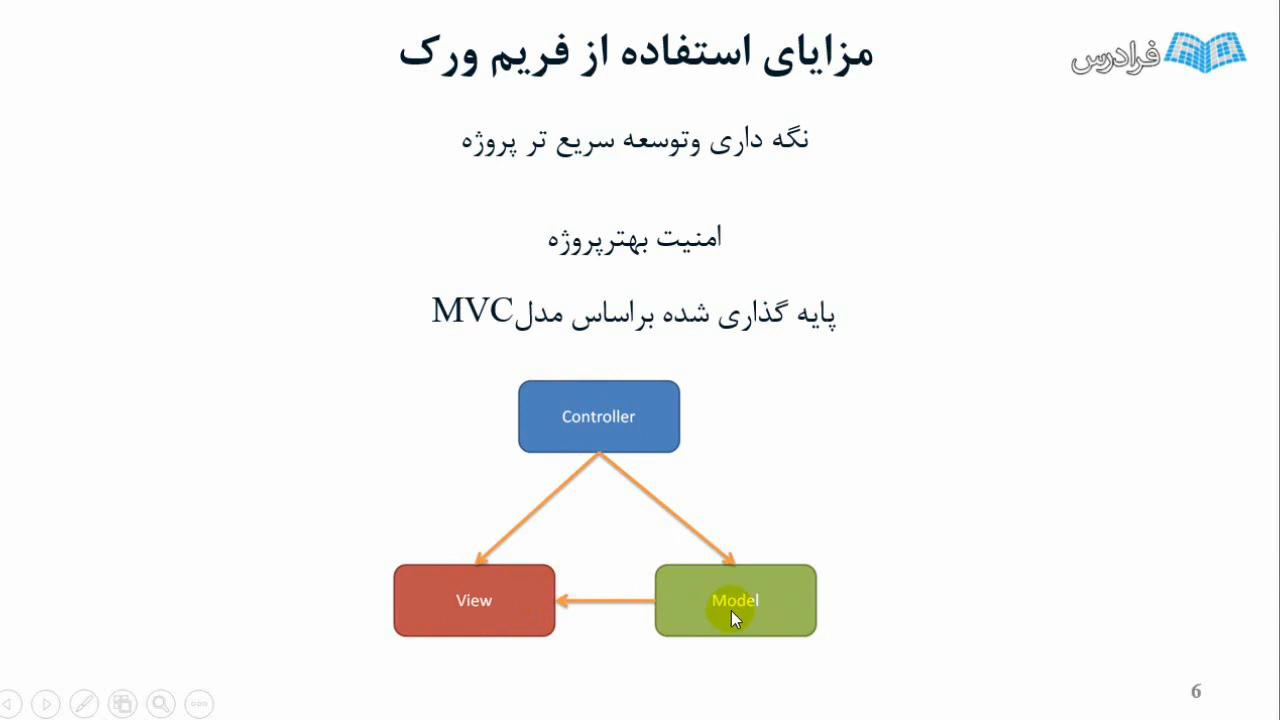 مزایای استفاده از فریم ورک
فرادرس
نگه داری وتوسعه سریع تر پروژه
امنیت بهترپروژه
پایه گذاری شده براساس مدلMVC
Controller
View
Model
6